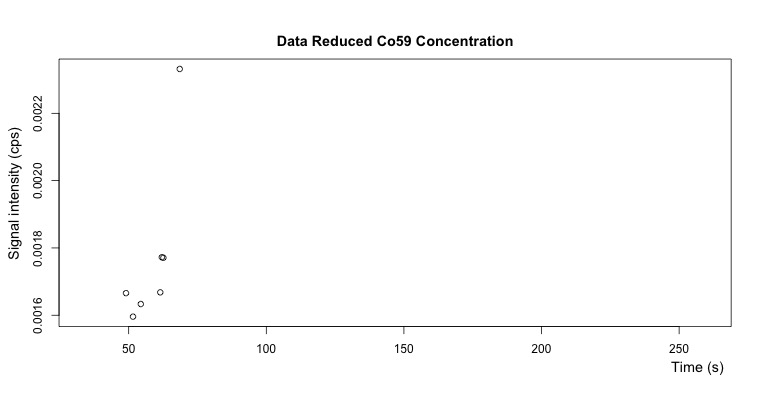 Data Reduced Co59 Concentration
Signal intensity (cps)
0.0022
0.0020
0.0018
0.0016
50 100 150 200 250
Time (s)